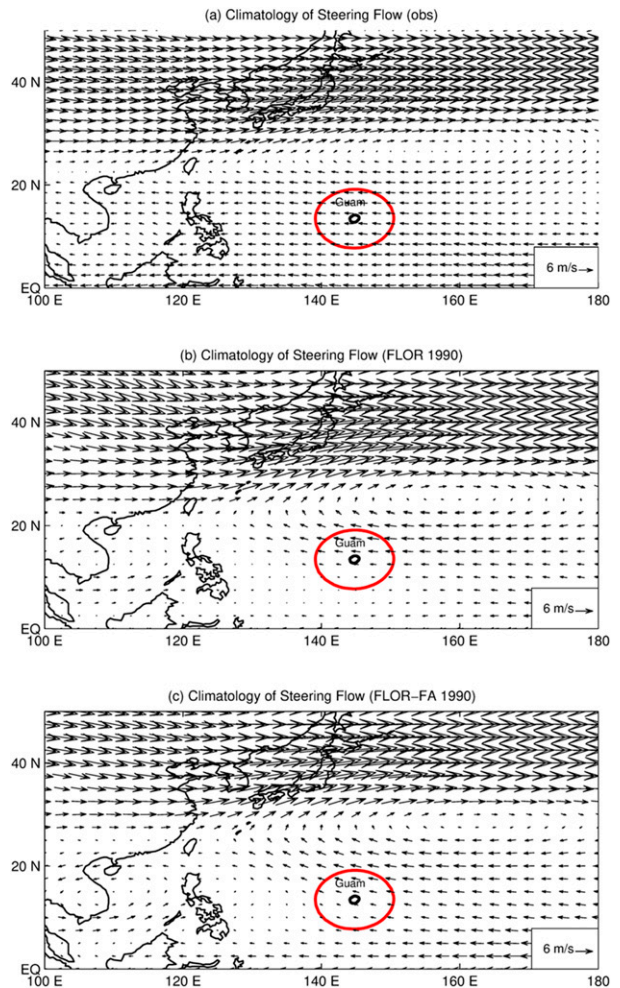 (a) Climatology of Steering Flow (obs)
40 N
20 N
Guam
6 m/s
EQ
100 E 120 E 140 E 160 E 180
(b) Climatology of Steering Flow (FLOR 1990)
40 N
20 N
Guam
6 m/s
EQ
100 E 120 E 140 E 160 E 180
(c) Climatology of Steering Flow (FLOR−FA 1990)
40 N
20 N
Guam
6 m/s
EQ
100 E 120 E 140 E 160 E 180